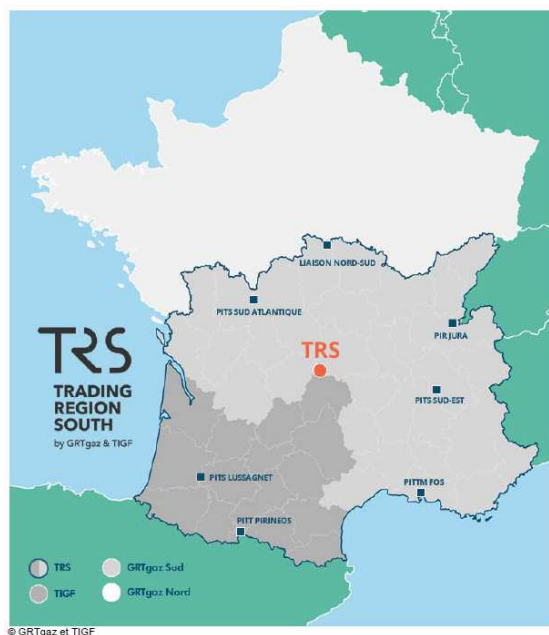 LIAISON NORD-SUD
PITS SUD ATLANTIQUE
PIR JURA
TRS
TRS
TRADING
REGION
SOUTH
by GRTgaz & TIGF
PITS SUD-EST
PITS LUSSAGNET
PITTM FOS
PITT PIRINEOS
TRS
GRTgaz Sud
TIGF
GRTgaz Nord
© GRTgaz et TIGF